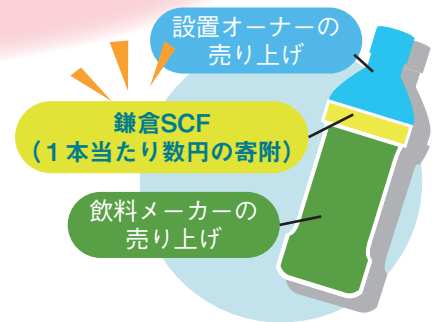 設置オーナーの
売り上げ
鎌倉SCF
（１本当たり数円の寄附）
飲料メーカーの
売り上げ